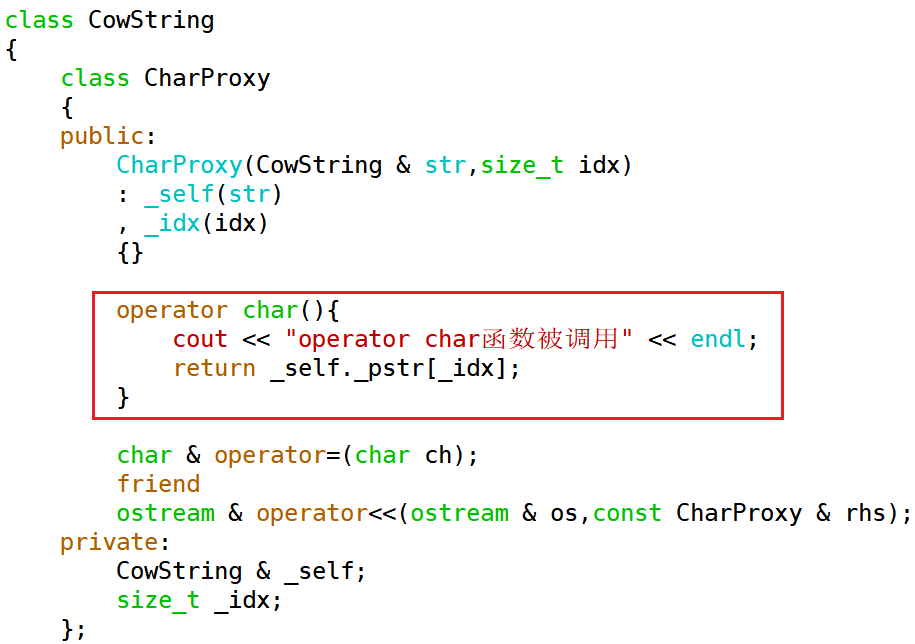 class CowString
{
    class CharProxy
    {
    public:
        CharProxy(CowString & str,size_t idx)
        : _self(str)
        , _idx(idx)
        {}
        operator char(){
            cout << "operator char函数被调用" << endl;
            return _self._pstr[_idx];
        }
        char & operator=(char ch);
        friend
        ostream & operator<<(ostream & os,const CharProxy & rhs);
    private:
        CowString & _self;
        size_t _idx;
    };